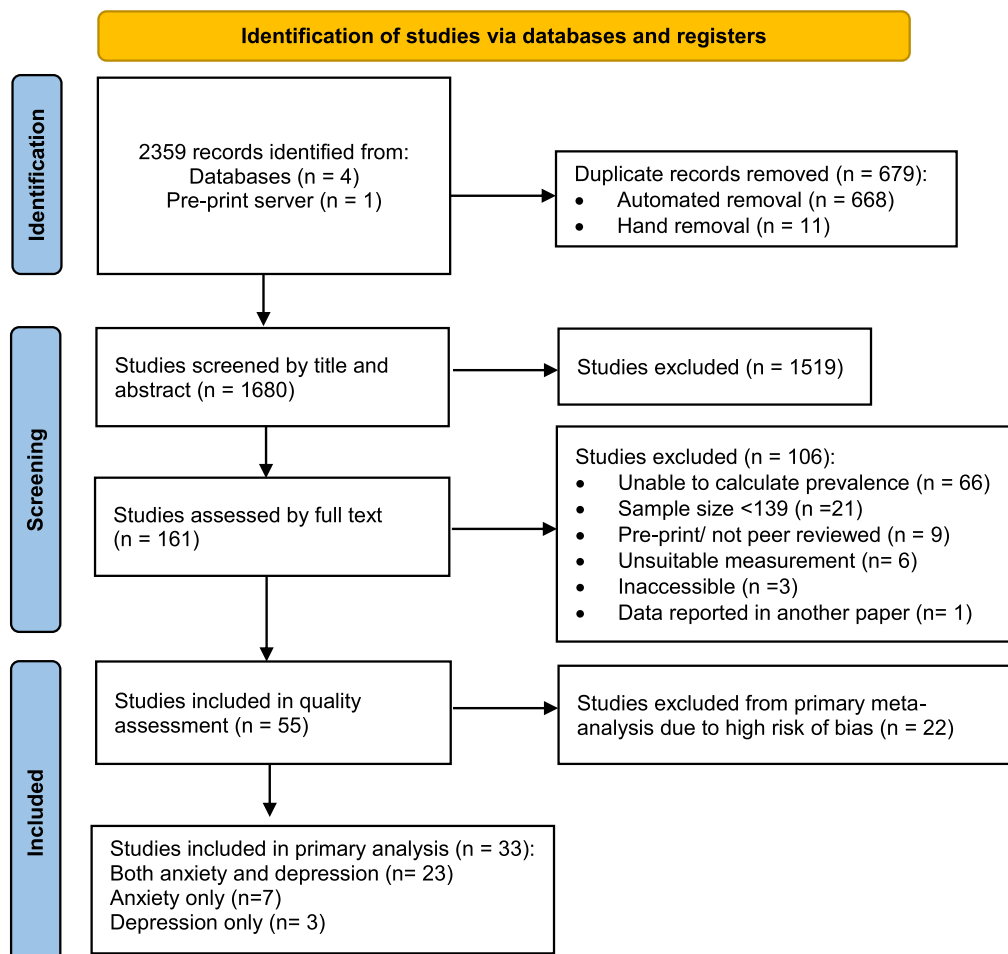 Identification of studies via databases and registers
Identification
2359 records identified from:
Databases (n = 4)
Pre-print server (n = 1)
Duplicate records removed (n = 679):
• Automated removal (n = 668)
• Hand removal (n = 11)
Screening
Studies screened by title and
abstract (n = 1680)
Studies excluded (n = 1519)
Studies assessed by full text
(n = 161)
Studies excluded (n = 106):
• Unable to calculate prevalence (n = 66)
• Sample size <139 (n =21)
• Pre-print/ not peer reviewed (n = 9)
• Unsuitable measurement (n= 6)
• Inaccessible (n =3)
• Data reported in another paper (n= 1)
Included
Studies included in quality
assessment (n = 55)
Studies excluded from primary meta-
analysis due to high risk of bias (n = 22)
Studies included in primary analysis (n = 33):
Both anxiety and depression (n= 23)
Anxiety only (n=7)
Depression only (n= 3)